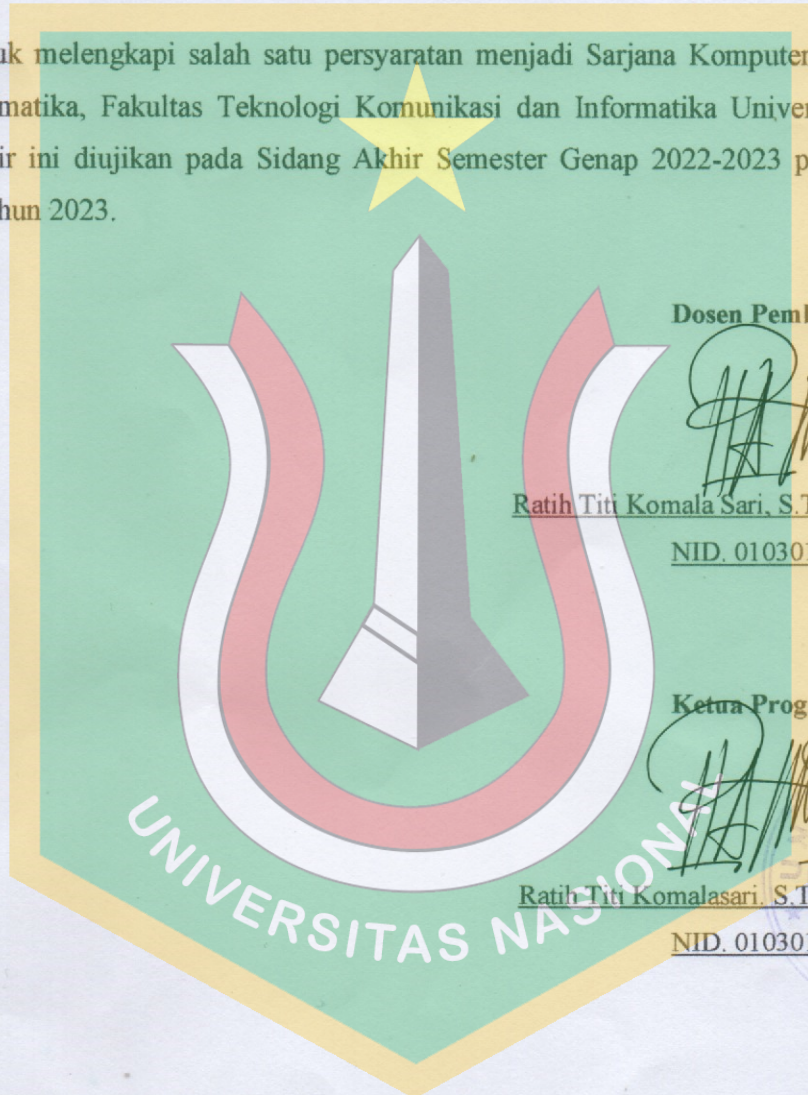 uk melengkapi salah satu persyaratan menjadi Sarjana Komputer
matika, Fakultas Teknologi Komunikasi dan Informatika Univer
ir ini diujikan pada Sidang Akhir Semester Genap 2022-2023 p
hun 2023.
Dosen Pem
Ratih Titi Komala Sari, S.T
NID. 01030
Ketua Prog
Ratih Titi Komalasari. S.T
NID. 01030
UNIVERSITAS NASIONAL